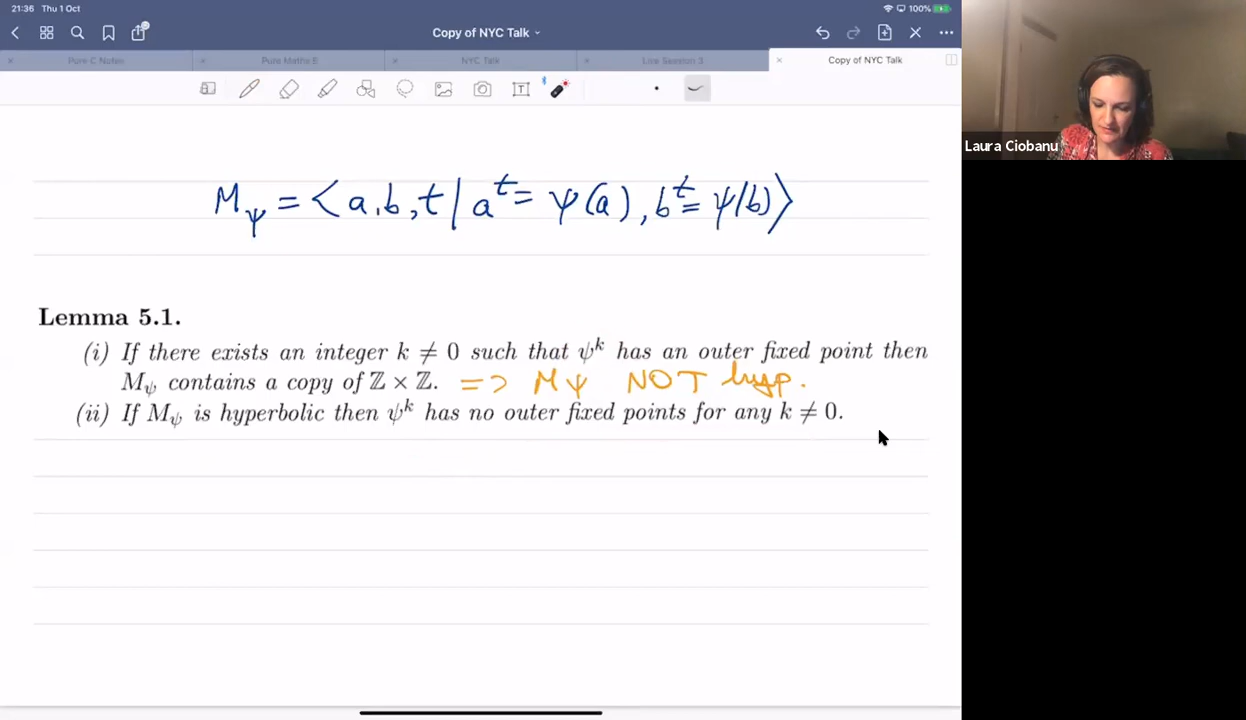 21:36 Thu 1 Oct
100%
Copy of NYC Talk
Pure C Notes
Pure Maths E
NYC Talk
Live Session 3
Copy of NYC Talk
M_ψ = ⟨ a, b, t | a^t = ψ(a), b^t = ψ(b) ⟩
Lemma 5.1.
(i) If there exists an integer k ≠ 0 such that ψ^k has an outer fixed point then
M_ψ contains a copy of ℤ × ℤ. => M_ψ NOT hyp.
(ii) If M_ψ is hyperbolic then ψ^k has no outer fixed points for any k ≠ 0.
Laura Ciobanu